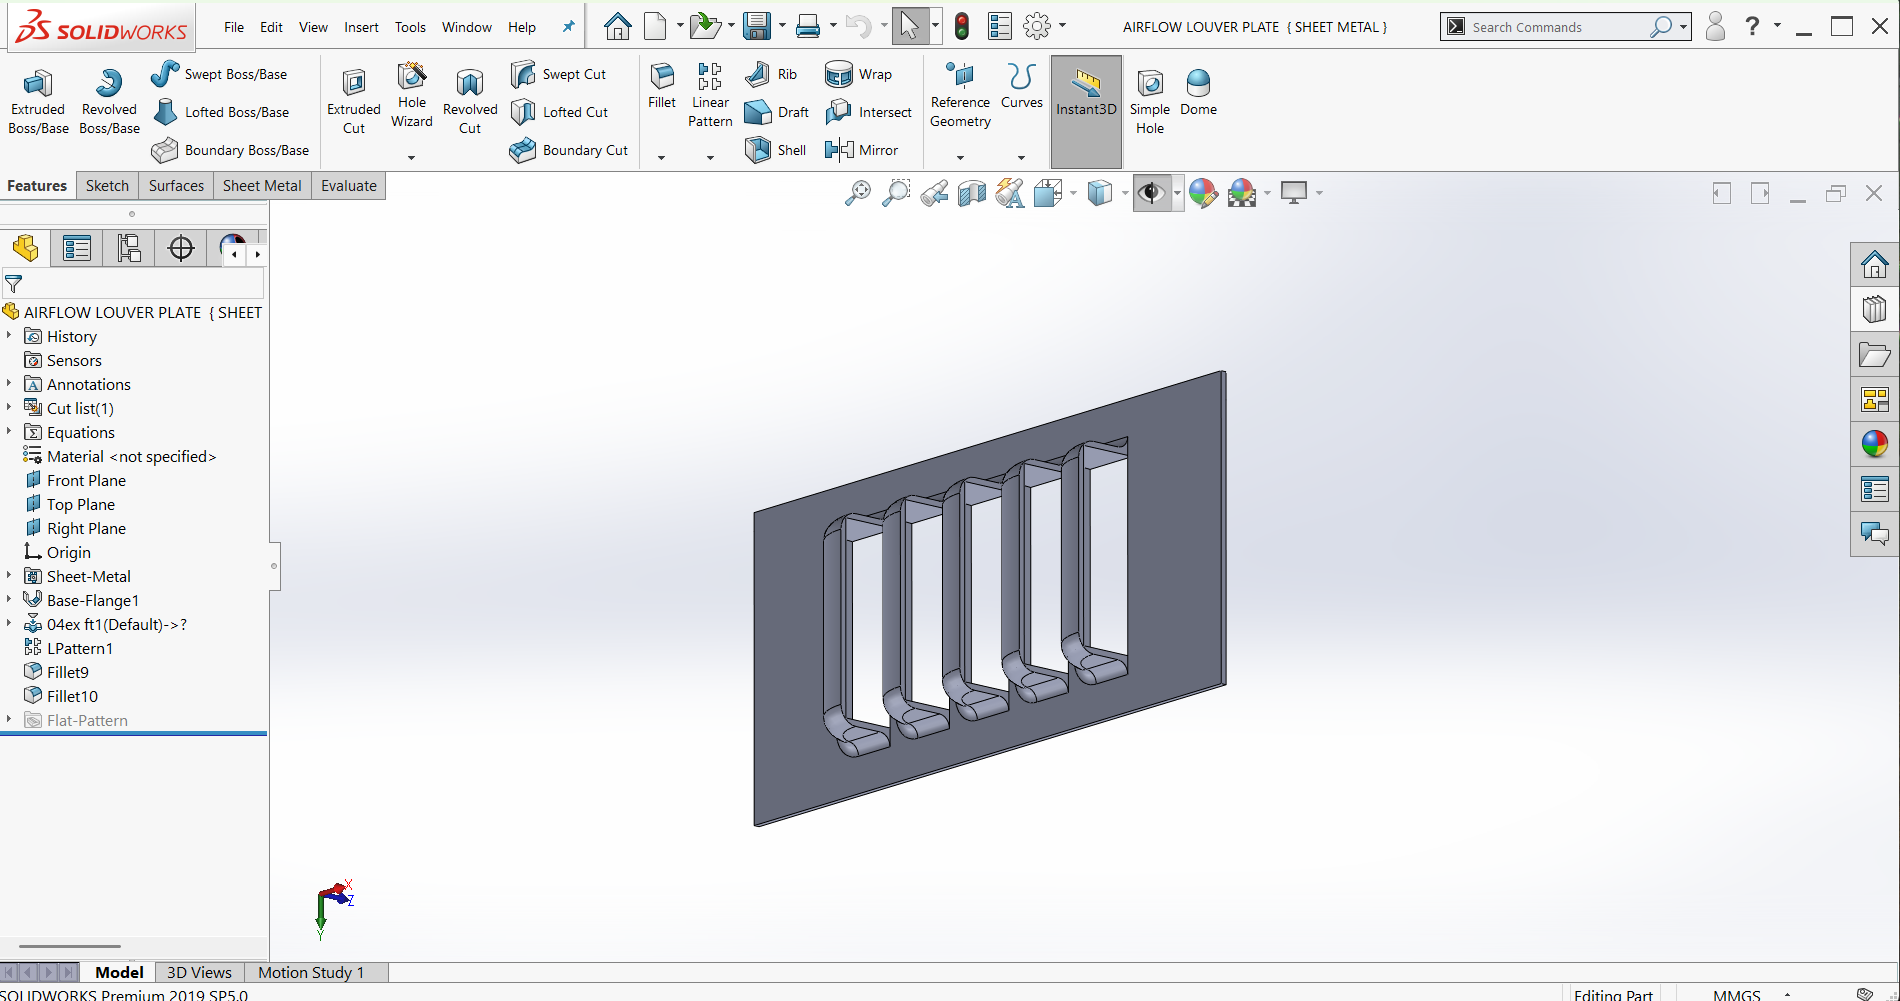 SOLIDWORKS
File Edit View Insert Tools Window Help
AIRFLOW LOUVER PLATE { SHEET METAL }
Search Commands
?
Extruded Boss/Base
Revolved Boss/Base
Swept Boss/Base
Lofted Boss/Base
Boundary Boss/Base
Extruded Cut
Hole Wizard
Revolved Cut
Swept Cut
Lofted Cut
Boundary Cut
Fillet
Linear Pattern
Rib
Draft
Shell
Wrap
Intersect
Mirror
Reference Geometry
Curves
Instant3D
Simple Hole
Dome
Features Sketch Surfaces Sheet Metal Evaluate
AIRFLOW LOUVER PLATE { SHEET
History
Sensors
Annotations
Cut list(1)
Equations
Material <not specified>
Front Plane
Top Plane
Right Plane
Origin
Sheet-Metal
Base-Flange1
04ex ft1(Default)->?
LPattern1
Fillet9
Fillet10
Flat-Pattern
X
Z
Y
Model 3D Views Motion Study 1
SOLIDWORKS Premium 2019 SP5.0
Editing Part
MMGS